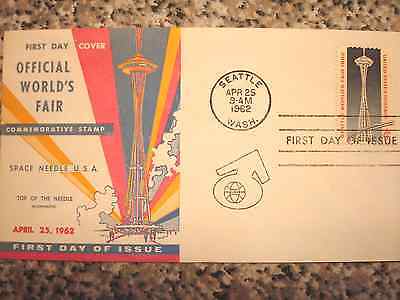 FIRST DAY COVER
OFFICIAL
WORLD'S
FAIR
COMMEMORATIVE STAMP
SPACE NEEDLE U.S.A.
TOP OF THE NEEDLE
APRIL 25, 1962
FIRST DAY OF ISSUE
SEATTLE
APR 25
9-AM
1962
WASH.
FIRST DAY OF ISSUE